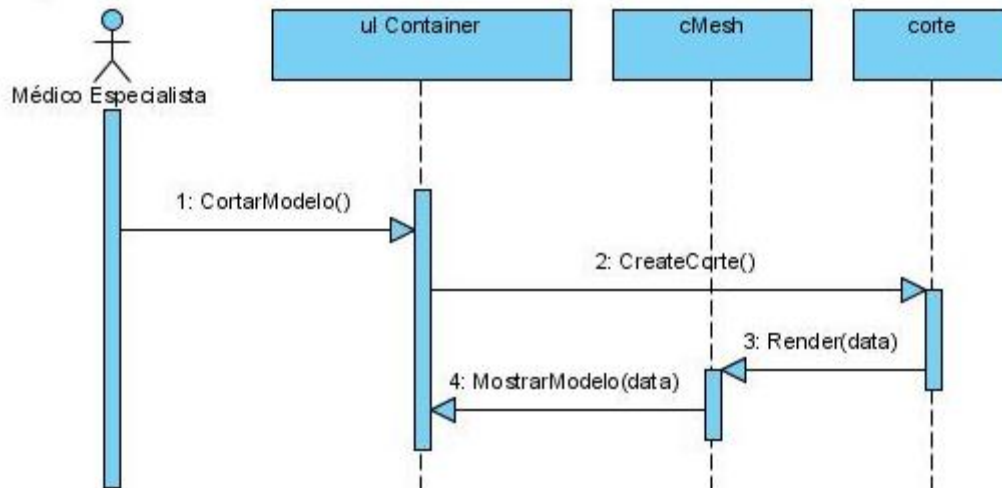 uI Container
cMesh
corte
Médico Especialista
1: CortarModelo()
2: CreateCorte()
3: Render(data)
4: MostrarModelo(data)